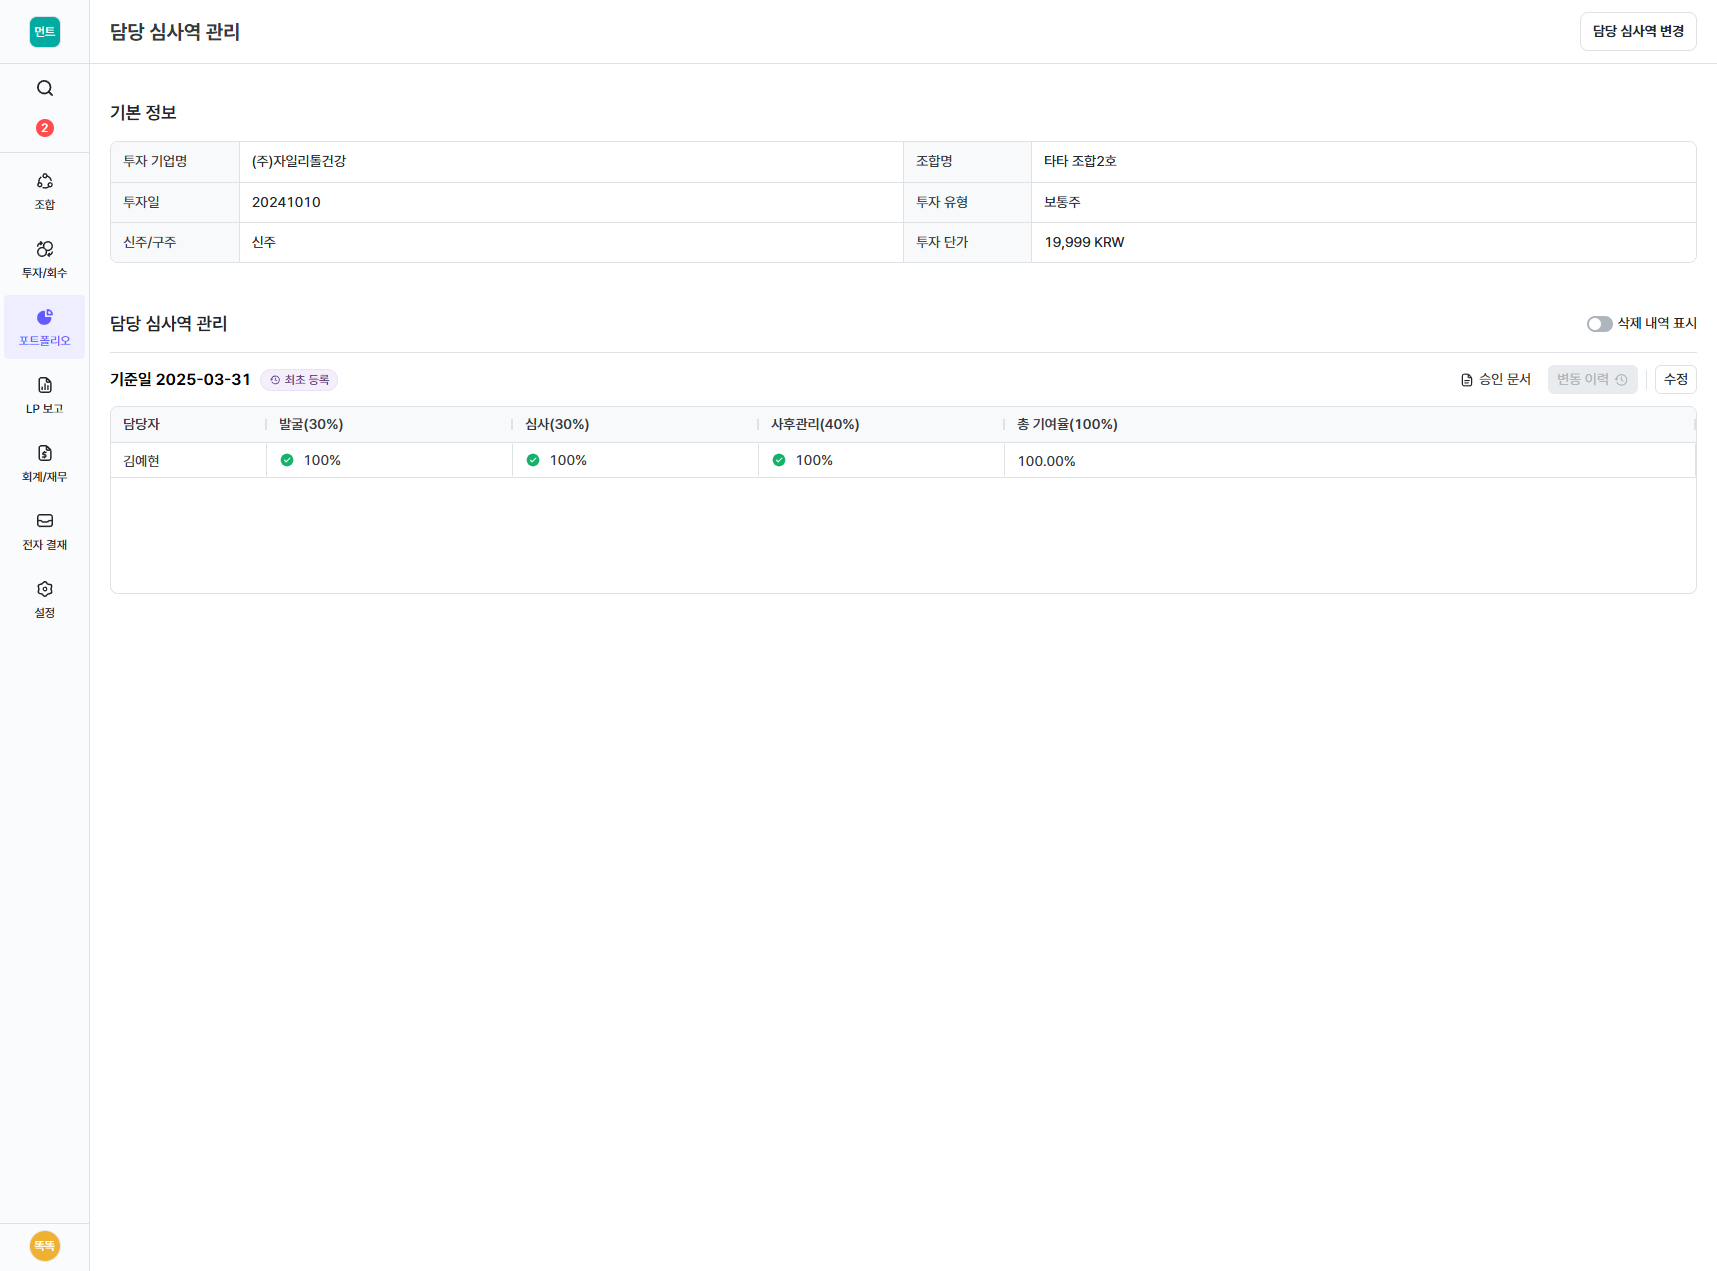 먼트
담당 심사역 관리
담당 심사역 변경
2
조합
투자/회수
포트폴리오
LP 보고
회계/재무
전자 결재
설정
똑똑
기본 정보
투자 기업명 (주)자일리톨건강 조합명 타타 조합2호
투자일 20241010 투자 유형 보통주
신주/구주 신주 투자 단가 19,999 KRW
담당 심사역 관리
삭제 내역 표시
기준일 2025-03-31 최초 등록
승인 문서 변동 이력 수정
담당자 발굴(30%) 심사(30%) 사후관리(40%) 총 기여율(100%)
김예현 100% 100% 100% 100.00%